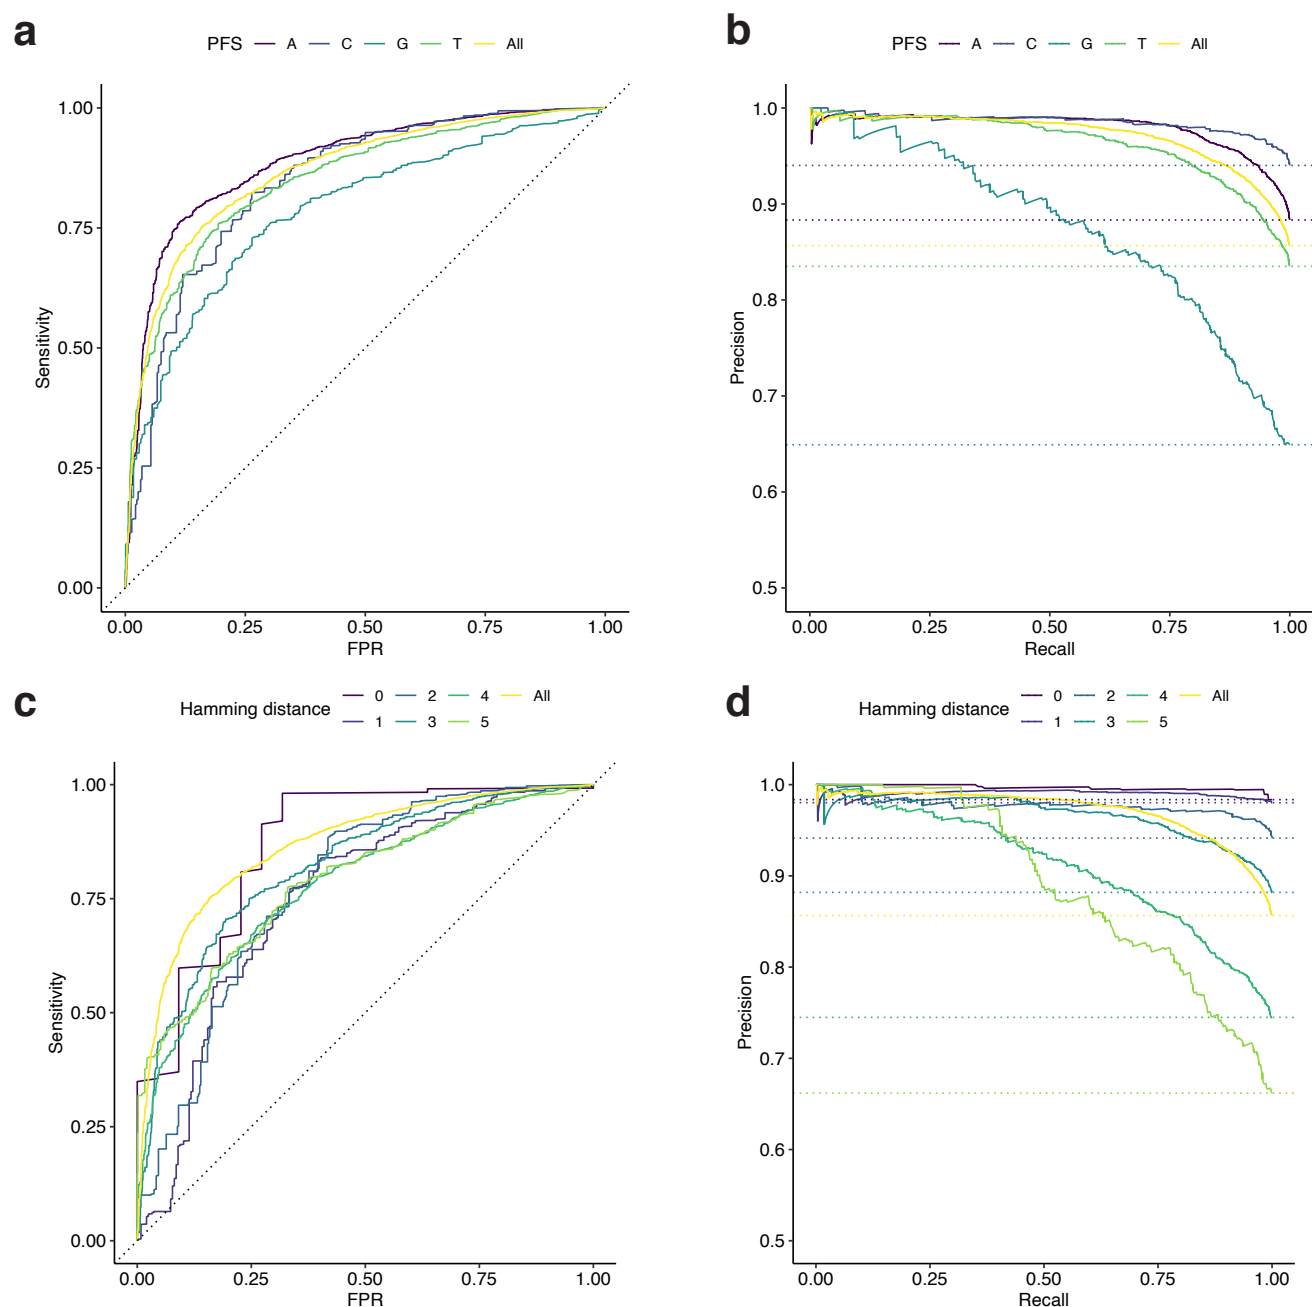 a
PFS A C G T All
1.00
0.75
0.50
0.25
0.00
Sensitivity
0.00 0.25 0.50 0.75 1.00
FPR
b
PFS A C G T All
1.0
0.9
0.8
0.7
0.6
0.5
Precision
0.00 0.25 0.50 0.75 1.00
Recall
c
Hamming distance
0 2 4 All
1 3 5
1.00
0.75
0.50
0.25
0.00
Sensitivity
0.00 0.25 0.50 0.75 1.00
FPR
d
Hamming distance
0 2 4 All
1 3 5
1.0
0.9
0.8
0.7
0.6
0.5
Precision
0.00 0.25 0.50 0.75 1.00
Recall